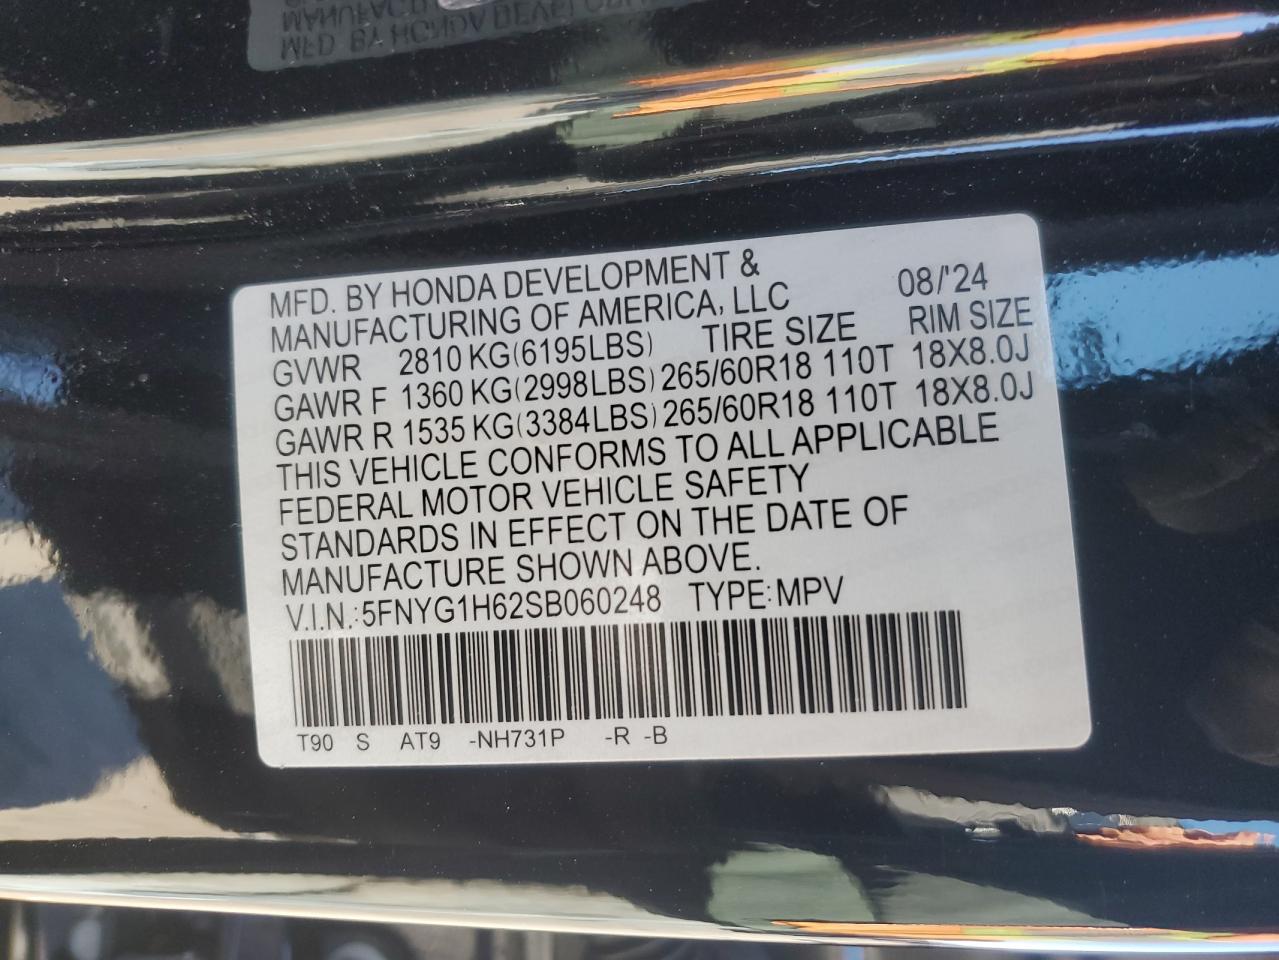 MFD. BY HONDA DEVELOPMENT &
MANUFACTURING OF AMERICA, LLC 08/'24
GVWR 2810 KG(6195LBS) TIRE SIZE RIM SIZE
GAWR F 1360 KG(2998LBS) 265/60R18 110T 18X8.0J
GAWR R 1535 KG(3384LBS) 265/60R18 110T 18X8.0J
THIS VEHICLE CONFORMS TO ALL APPLICABLE
FEDERAL MOTOR VEHICLE SAFETY
STANDARDS IN EFFECT ON THE DATE OF
MANUFACTURE SHOWN ABOVE.
V.I.N.:5FNYG1H62SB060248 TYPE:MPV
T90 S AT9 -NH731P -R -B